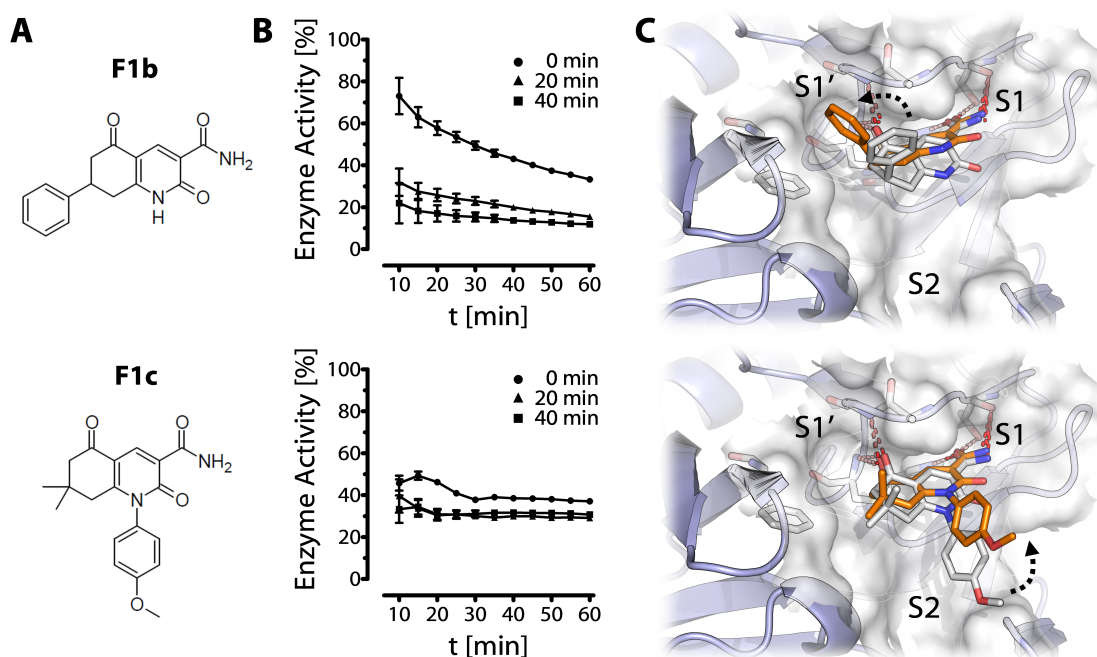 A
B
C
F1b
O
O
NH2
N
H
O
Enzyme Activity [%]
100
80
60
40
20
0
0 min
20 min
40 min
10 20 30 40 50 60
t [min]
S1′
S1
S2
F1c
O
O
NH2
N
O
O
Enzyme Activity [%]
100
80
60
40
20
0
0 min
20 min
40 min
10 20 30 40 50 60
t [min]
S1′
S1
S2